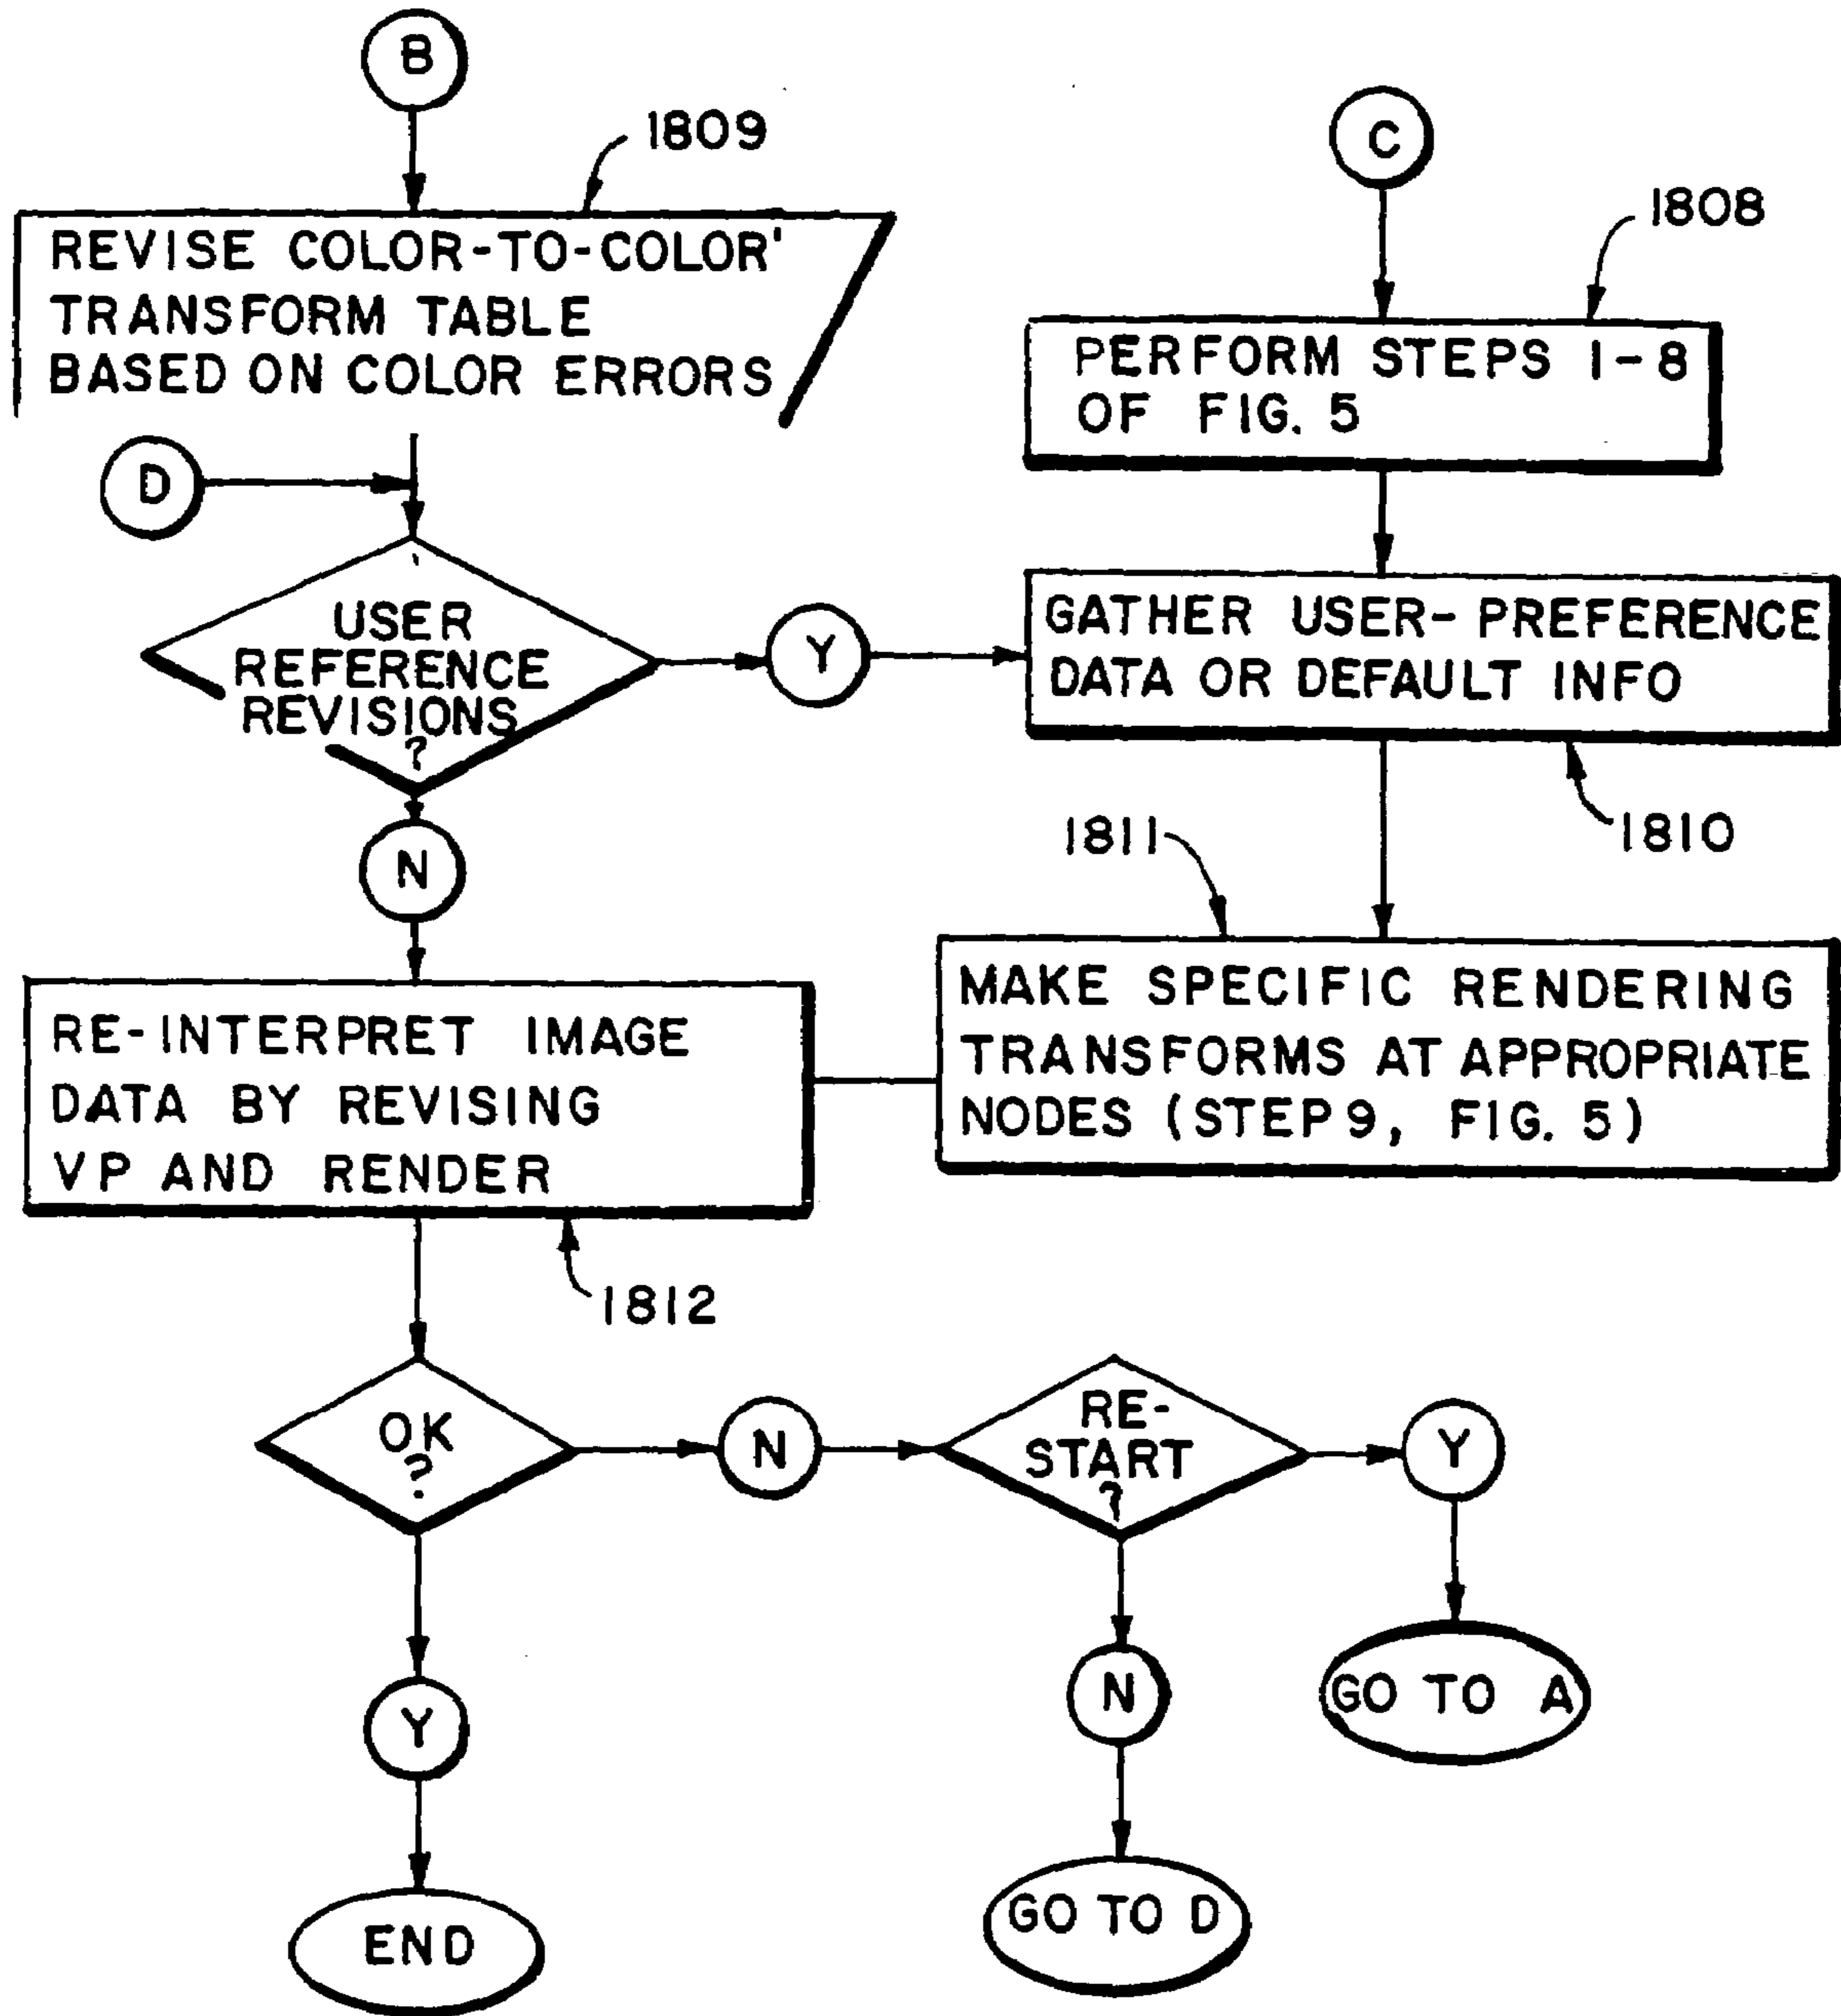 B
1809
REVISE COLOR-TO-COLOR'
TRANSFORM TABLE
BASED ON COLOR ERRORS
C
1808
PERFORM STEPS 1-8
OF FIG. 5
D
USER
REFERENCE
REVISIONS
?
Y
GATHER USER-PREFERENCE
DATA OR DEFAULT INFO
1810
N
1811
MAKE SPECIFIC RENDERING
TRANSFORMS AT APPROPRIATE
NODES (STEP 9, FIG. 5)
RE-INTERPRET IMAGE
DATA BY REVISING
VP AND RENDER
1812
OK
?
N
RE-
START
?
Y
GO TO A
N
GO TO D
Y
END